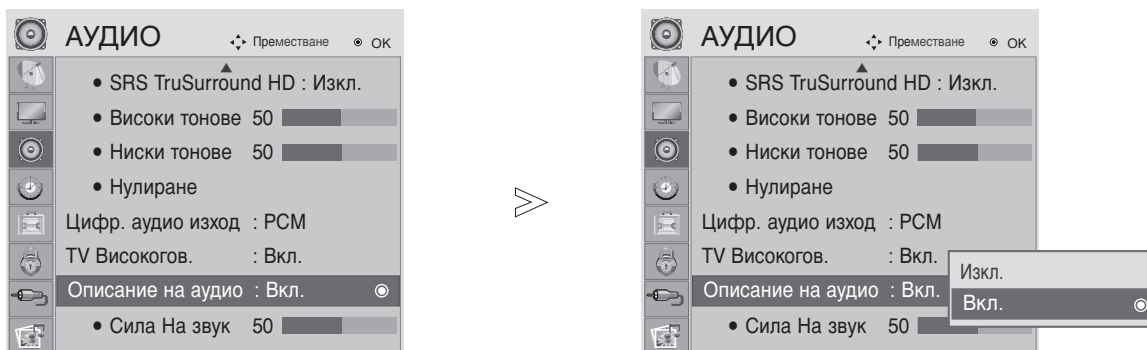 АУДИО Преместване OK
• SRS TruSurround HD : Изкл.
• Високи тонове 50
• Ниски тонове 50
• Нулиране
Цифр. аудио изход : PCM
TV Високогов. : Вкл.
Описание на аудио : Вкл.
• Сила На звук 50
АУДИО Преместване OK
• SRS TruSurround HD : Изкл.
• Високи тонове 50
• Ниски тонове 50
• Нулиране
Цифр. аудио изход : PCM
TV Високогов. : Вкл.
Описание на аудио : Вкл.
• Сила На звук 50
Изкл.
Вкл.